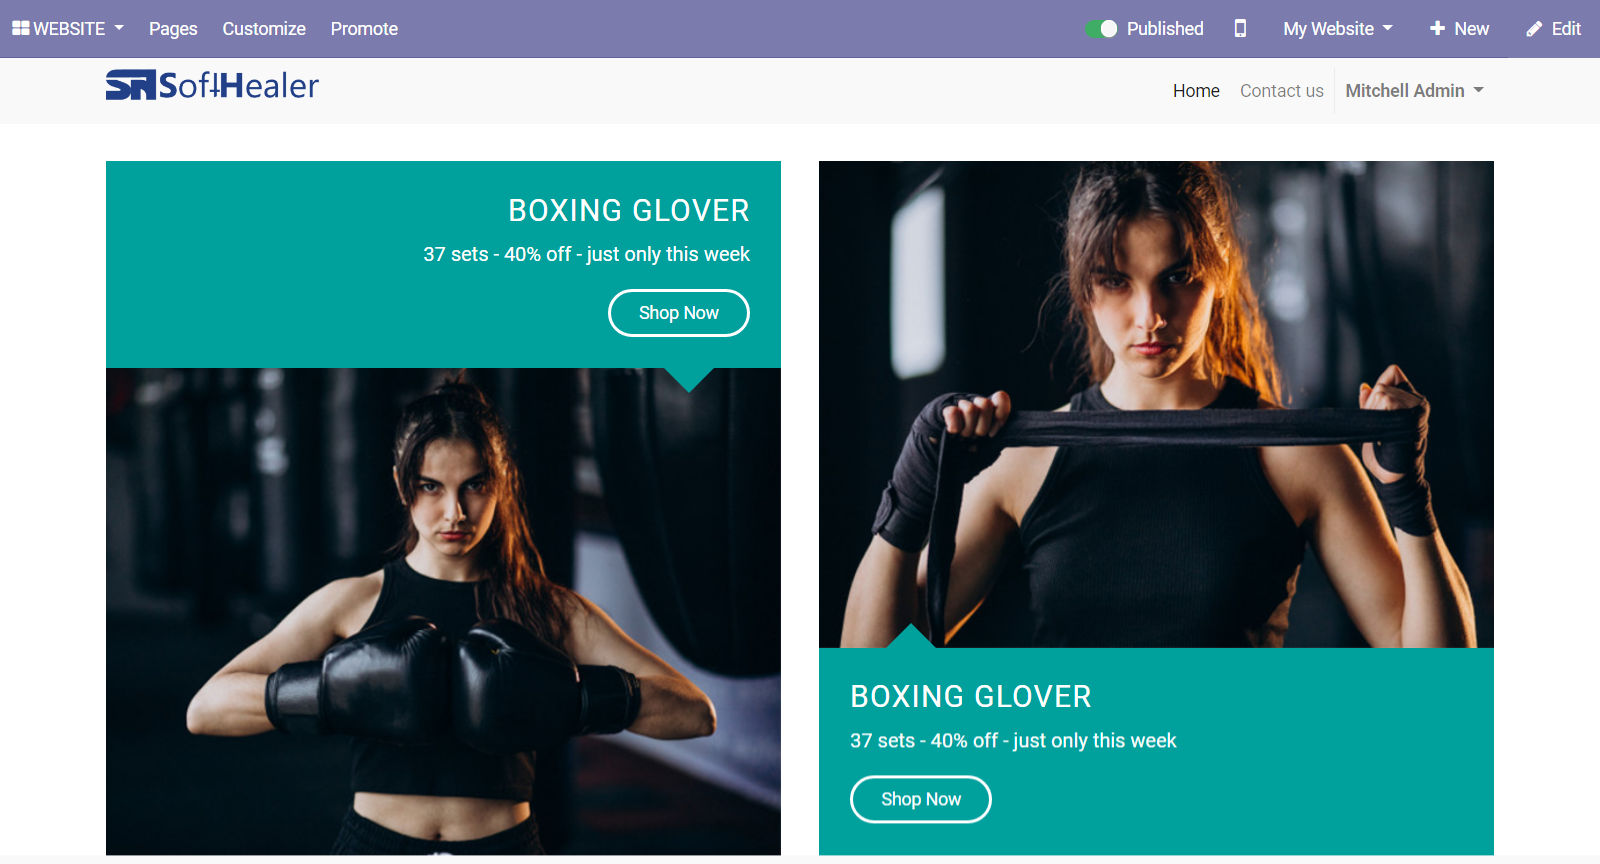 WEBSITE Pages Customize Promote Published My Website New Edit
SoftHealer
Home Contact us Mitchell Admin
BOXING GLOVER
37 sets - 40% off - just only this week
Shop Now
BOXING GLOVER
37 sets - 40% off - just only this week
Shop Now